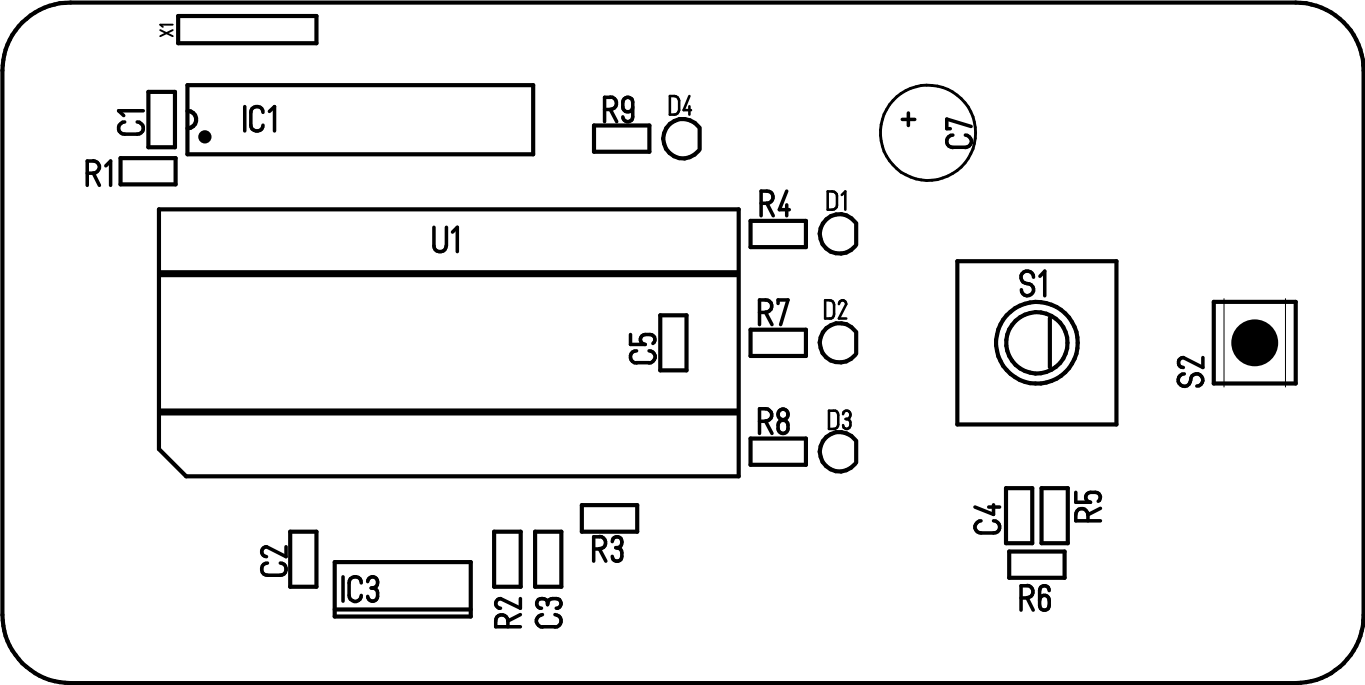 X1
C1
IC1
R9
D4
+
C7
R1
R4
D1
U1
S1
R7
D2
C5
S2
R8
D3
C4
R5
R3
C2
IC3
R2
C3
R6